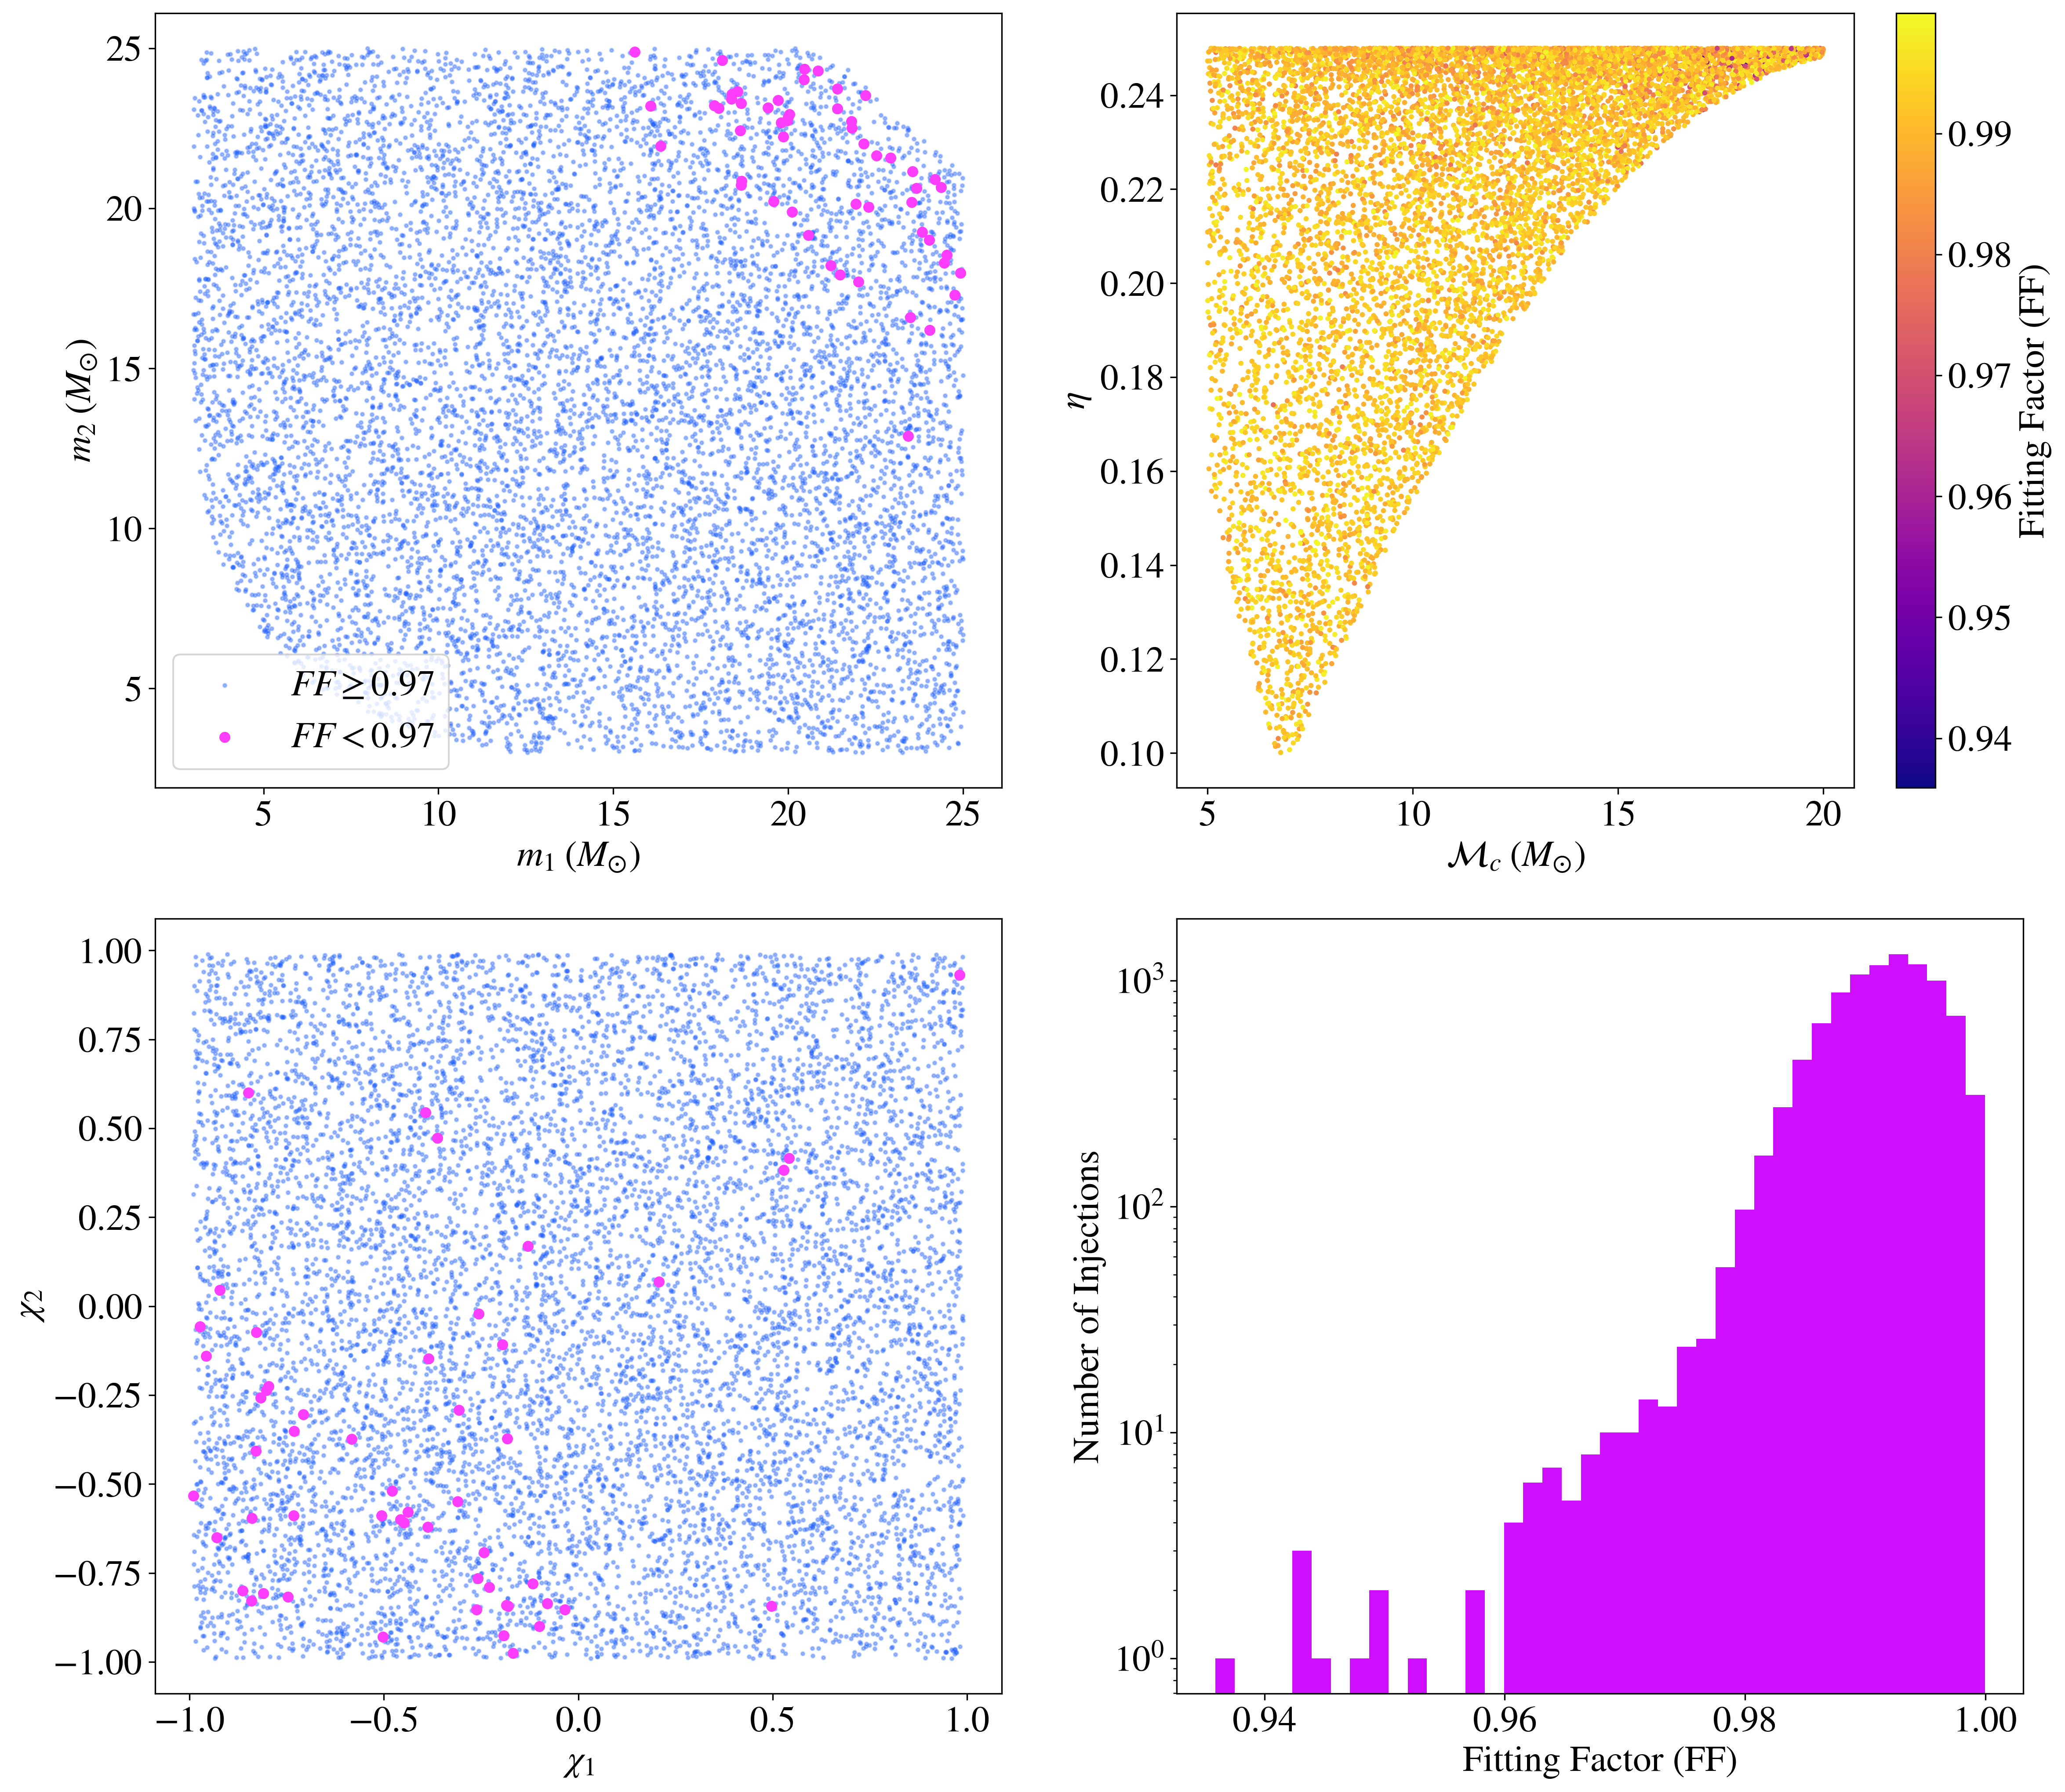 25
20
15
10
5
m₂ (M⊙)
FF ≥ 0.97
FF < 0.97
5 10 15 20 25
m₁ (M⊙)
0.24
0.22
0.20
0.18
0.16
0.14
0.12
0.10
η
5 10 15 20
ℳc (M⊙)
0.99
0.98
0.97
0.96
0.95
0.94
Fitting Factor (FF)
1.00
0.75
0.50
0.25
0.00
−0.25
−0.50
−0.75
−1.00
χ₂
−1.0 −0.5 0.0 0.5 1.0
χ₁
10³
10²
10¹
10⁰
Number of Injections
0.94 0.96 0.98 1.00
Fitting Factor (FF)